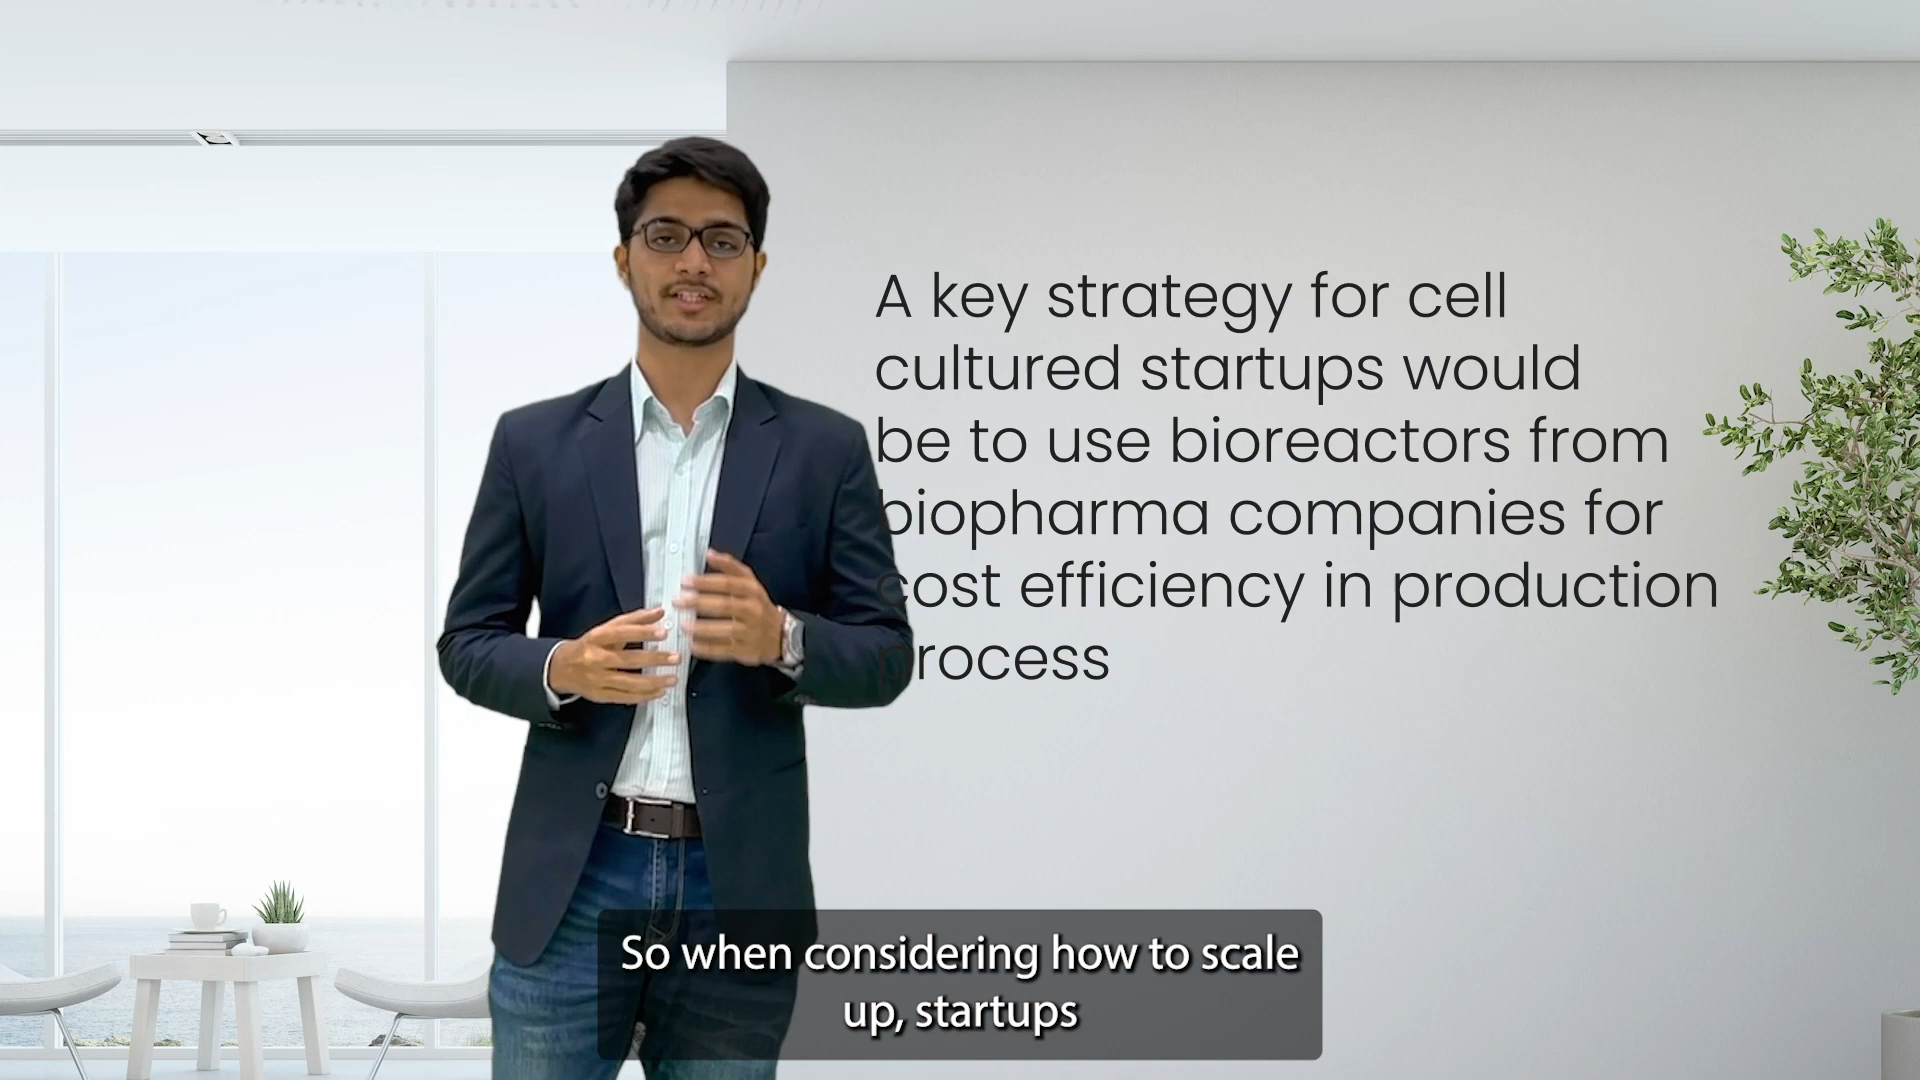 A key strategy for cell
cultured startups would
be to use bioreactors from
biopharma companies for
cost efficiency in production
process
So when considering how to scale
up, startups